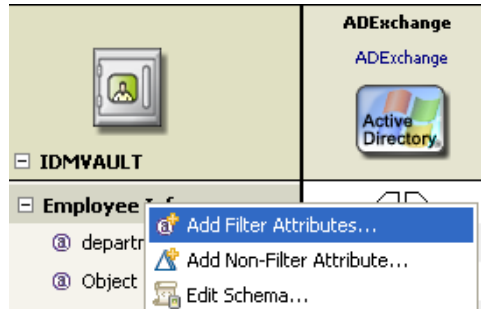 ADExchange
ADExchange
Active
Directory
IDMVAULT
Employee
Add Filter Attributes...
Add Non-Filter Attribute...
Object
Edit Schema...